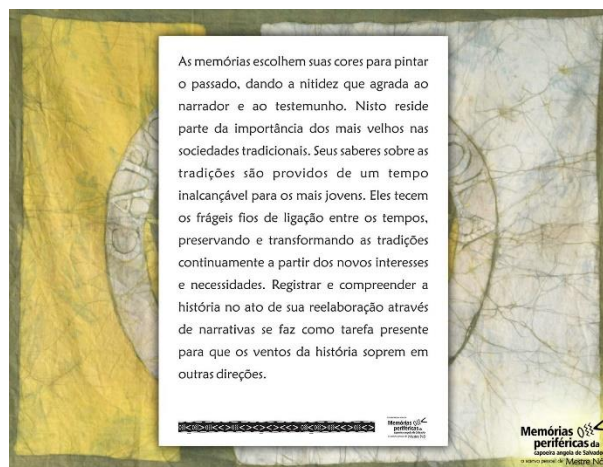 As memórias escolhem suas cores para pintar
o passado, dando a nitidez que agrada ao
narrador e ao testemunho. Nisto reside
parte da importância dos mais velhos nas
sociedades tradicionais. Seus saberes sobre as
tradições são providos de um tempo
inalcançável para os mais jovens. Eles tecem
os frágeis fios de ligação entre os tempos,
preservando e transformando as tradições
continuamente a partir dos novos interesses
e necessidades. Registrar e compreender a
história no ato de sua reelaboração através
de narrativas se faz como tarefa presente
para que os ventos da história soprem em
outras direções.
Memórias
periféricas da
Memórias
periféricas da
capoeira angola de Salvador
o acervo pessoal de Mestre Nô